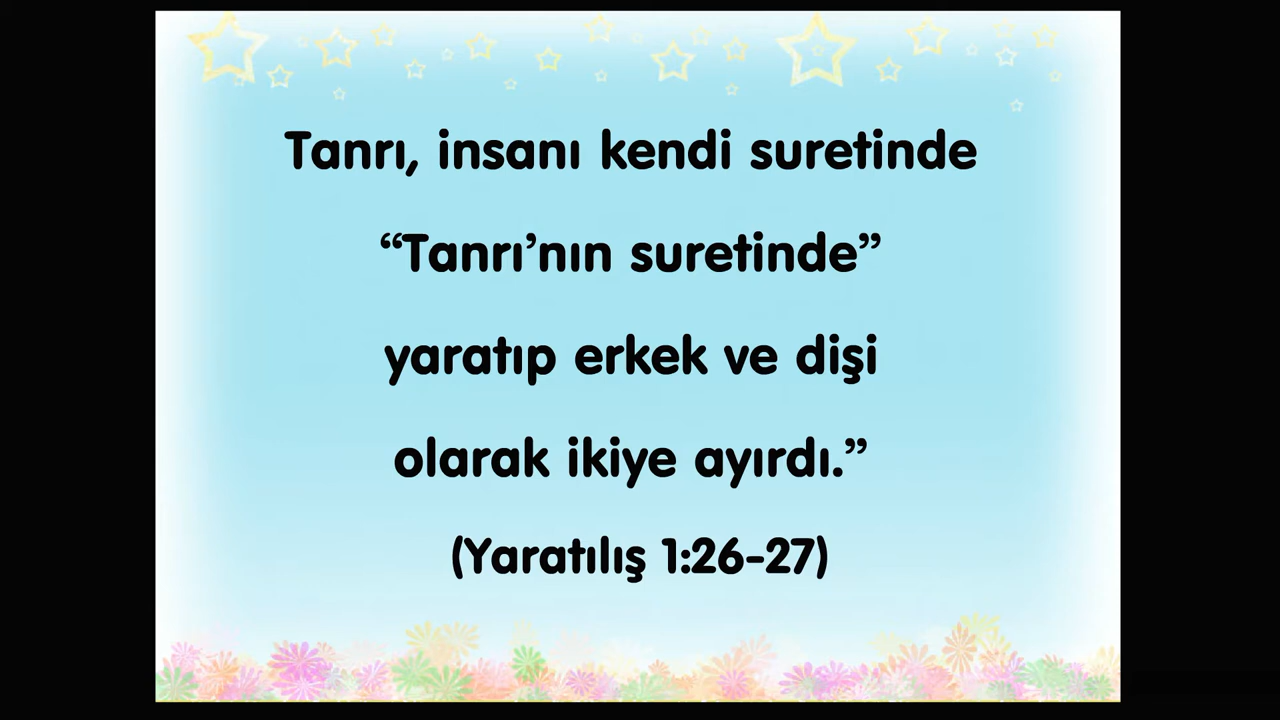 Tanrı, insanı kendi suretinde
“Tanrı’nın suretinde”
yaratıp erkek ve dişi
olarak ikiye ayırdı.”
(Yaratılış 1:26-27)